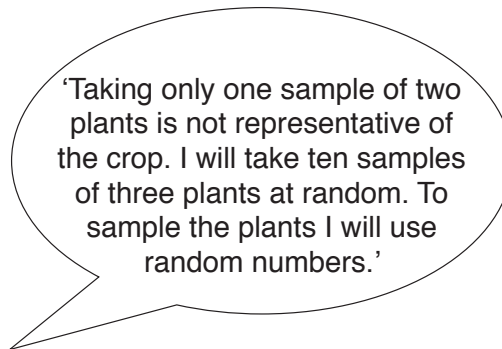 ‘Taking only one sample of two
plants is not representative of
the crop. I will take ten samples
of three plants at random. To
sample the plants I will use
random numbers.’